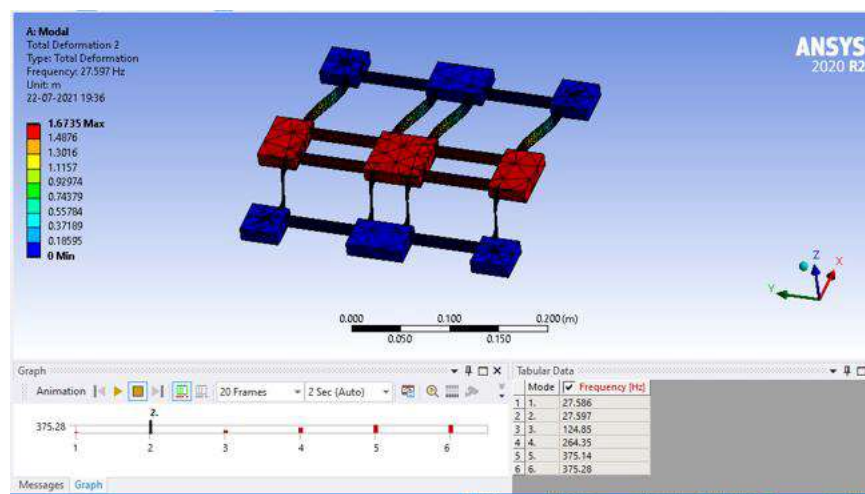 A: Modal
Total Deformation 2
Type: Total Deformation
Frequency: 27.597 Hz
Unit: m
22-07-2021 19:36
1.6735 Max
1.4876
1.3016
1.1157
0.92974
0.74379
0.55784
0.37189
0.18595
0 Min
ANSYS
2020 R2
Z
X
Y
0.000 0.100 0.200 (m)
0.050 0.150
Graph
Animation 20 Frames 2 Sec (Auto)
2.
375.28
1 2 3 4 5 6
Messages Graph
Tabular Data
Mode Frequency [Hz]
1 1. 27.586
2 2. 27.597
3 3. 124.85
4 4. 264.35
5 5. 375.14
6 6. 375.28